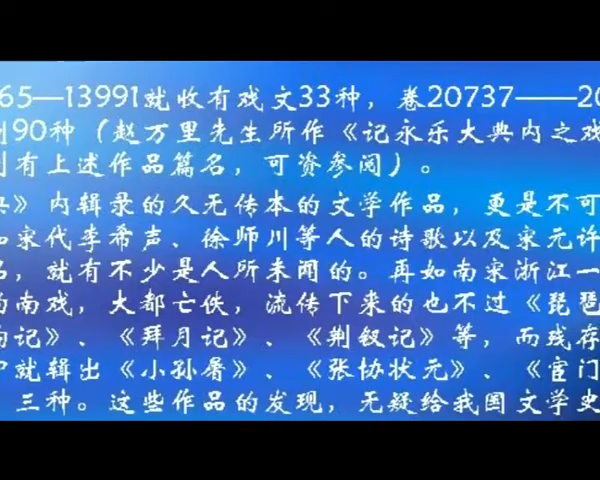 65—13991就收有戏文33种，卷20737——20
90种（赵万里先生所作《记永乐大典内之戏
有上述作品篇名，可资参阅）。
》内辑录的久无传本的文学作品，更是不可
如宋代李希声、徐师川等人的诗歌以及宋元许
，就有不少是人所未闻的。再如南宋浙江一
的南戏，大都亡佚，流传下来的也不过《琵琶
记》、《拜月记》、《荆钗记》等，而残存
就辑出《小孙屠》、《张协状元》、《宦门
三种。这些作品的发现，无疑给我国文学史